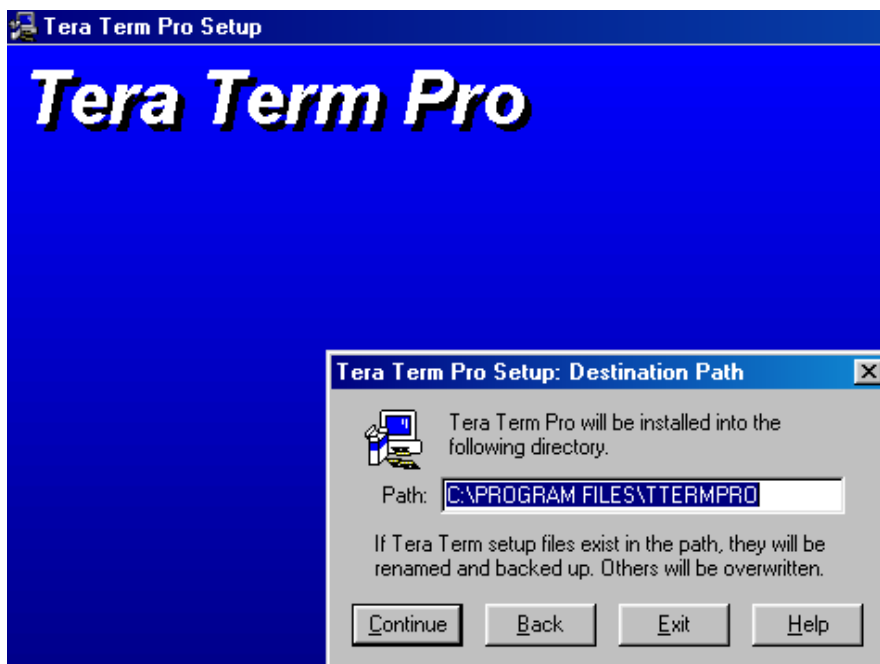 Tera Term Pro Setup
Tera Term Pro
Tera Term Pro Setup: Destination Path
Tera Term Pro will be installed into the
following directory.
Path: C:\PROGRAM FILES\TTERMPRO
If Tera Term setup files exist in the path, they will be
renamed and backed up. Others will be overwritten.
Continue Back Exit Help